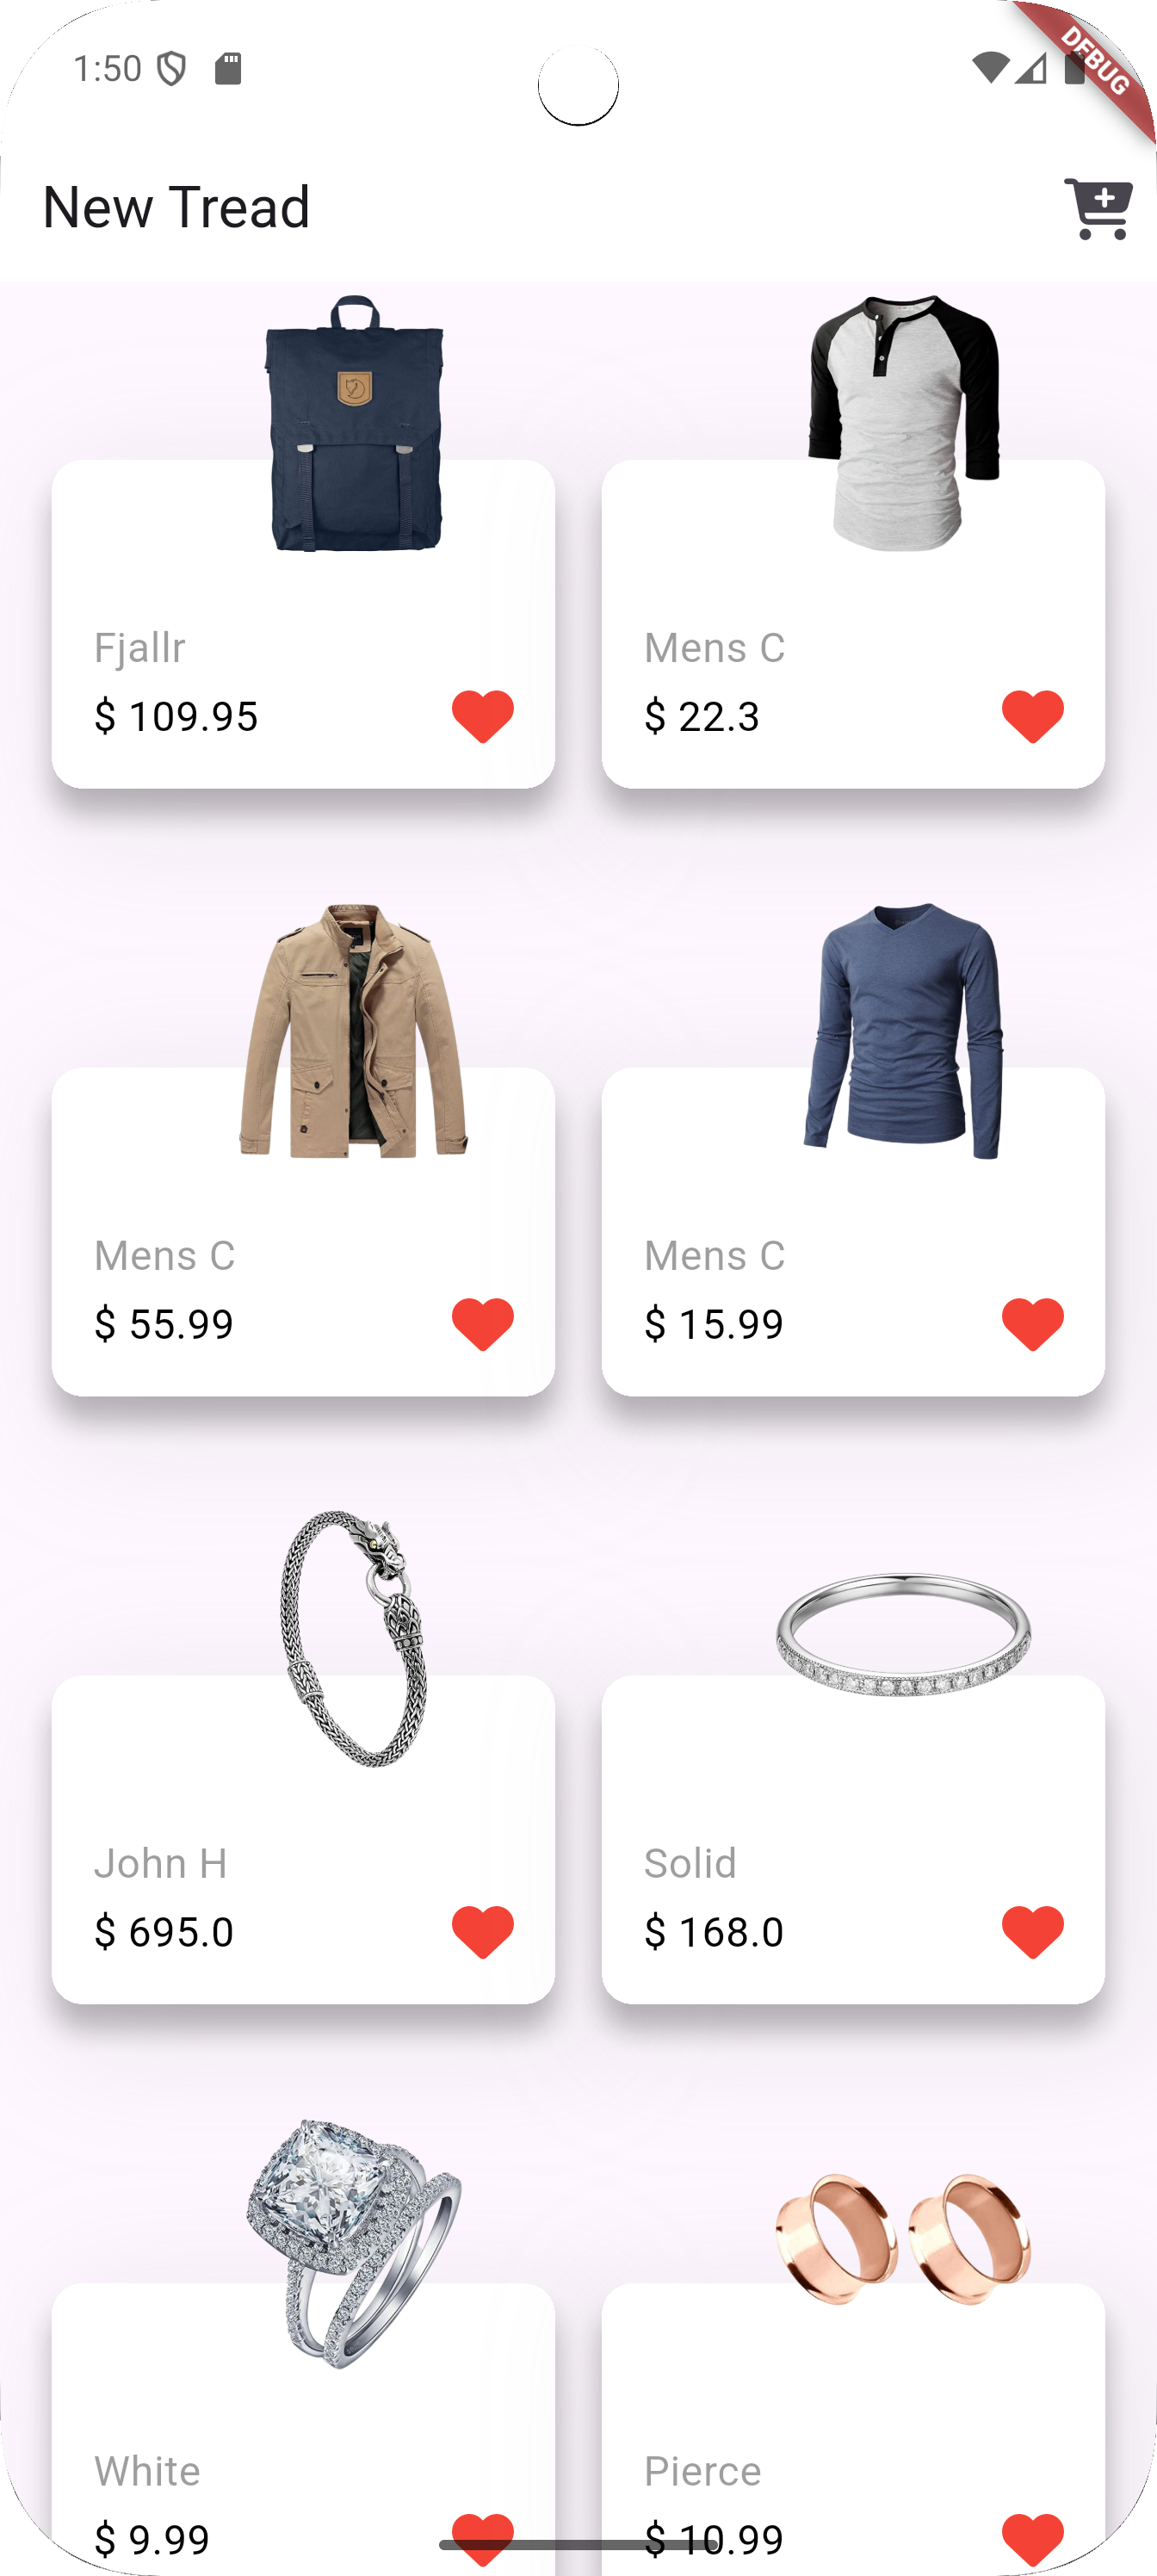 1:50
DEBUG
New Tread
Fjallr
$ 109.95
Mens C
$ 22.3
Mens C
$ 55.99
Mens C
$ 15.99
John H
$ 695.0
Solid
$ 168.0
White
$ 9.99
Pierce
$ 10.99